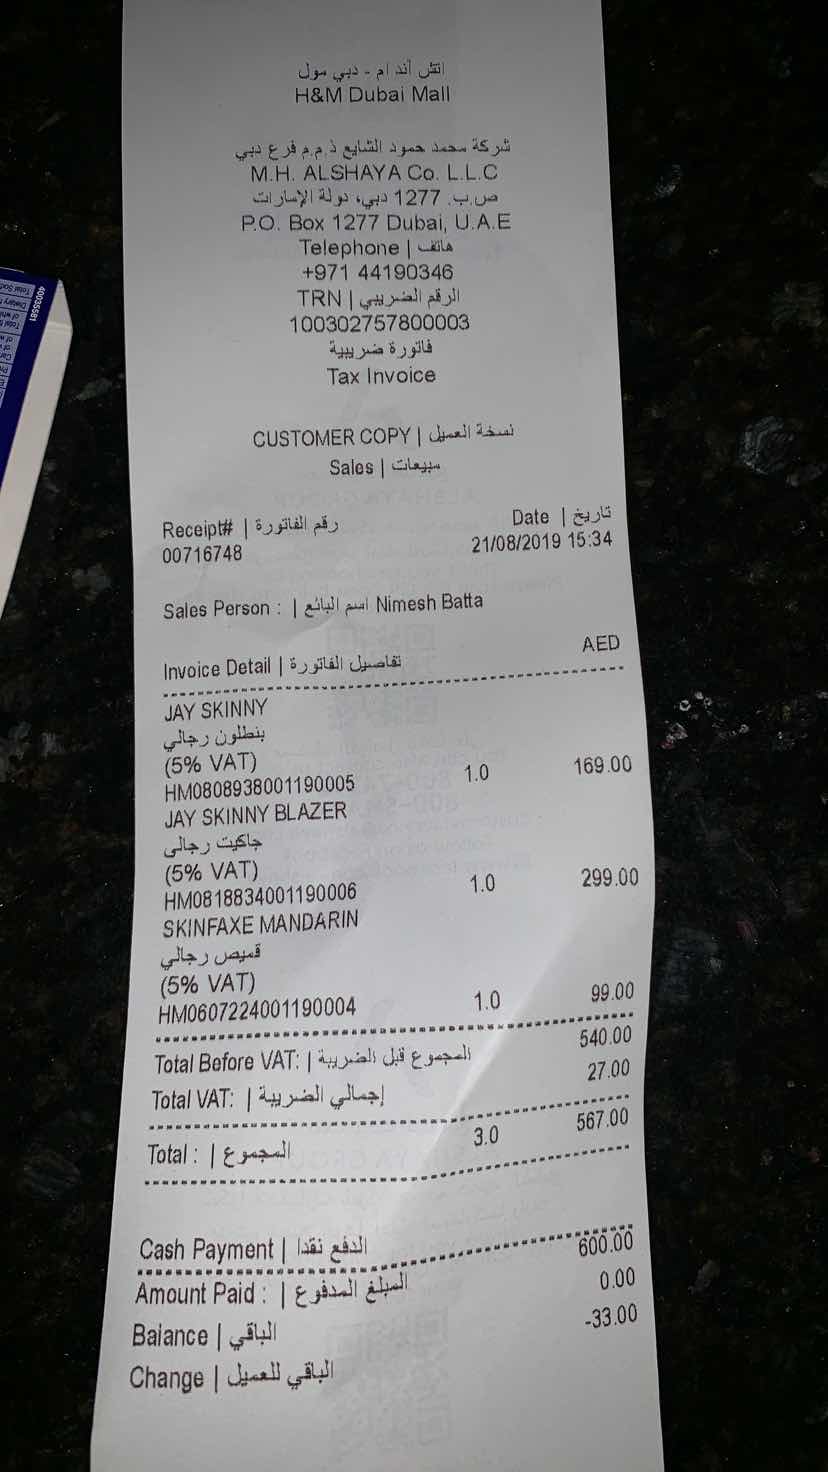 اتش أند ام - دبي مول
H&M Dubai Mall
شركة محمد حمود الشايع ذ.م.م فرع دبي
M.H. ALSHAYA Co. L.L.C
ص.ب. 1277 دبي، دولة الإمارات
P.O. Box 1277 Dubai, U.A.E
Telephone | هاتف
+971 44190346
TRN | الرقم الضريبي
100302757800003
فاتورة ضريبية
Tax Invoice
CUSTOMER COPY | نسخة العميل
Sales | مبيعات
Receipt# | رقم الفاتورة Date | تاريخ
00716748 21/08/2019 15:34
Sales Person : | اسم البائع Nimesh Batta
Invoice Detail | تفاصيل الفاتورة AED
JAY SKINNY
بنطلون رجالي
(5% VAT)
HM0808938001190005 1.0 169.00
JAY SKINNY BLAZER
جاكيت رجالي
(5% VAT)
HM0818834001190006 1.0 299.00
SKINFAXE MANDARIN
قميص رجالي
(5% VAT)
HM0607224001190004 1.0 99.00
Total Before VAT: | المجموع قبل الضريبة 540.00
Total VAT: | إجمالي الضريبة 27.00
Total : | المجموع 3.0 567.00
Cash Payment | الدفع نقدا
Amount Paid : | المبلغ المدفوع 600.00
Balance | الباقي 0.00
Change | الباقي للعميل -33.00
40035581